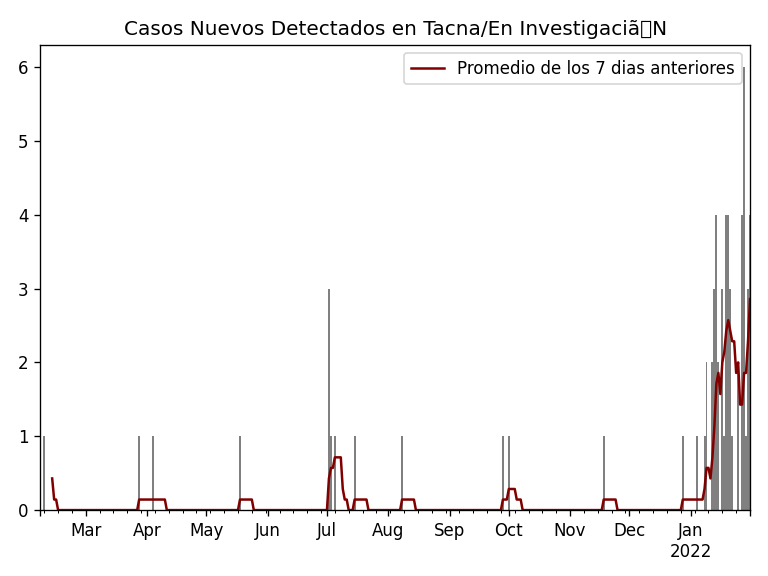 Casos Nuevos Detectados en Tacna/En Investigaciã▯N
Promedio de los 7 dias anteriores
6
5
4
3
2
1
0
Mar Apr May Jun Jul Aug Sep Oct Nov Dec Jan
2022